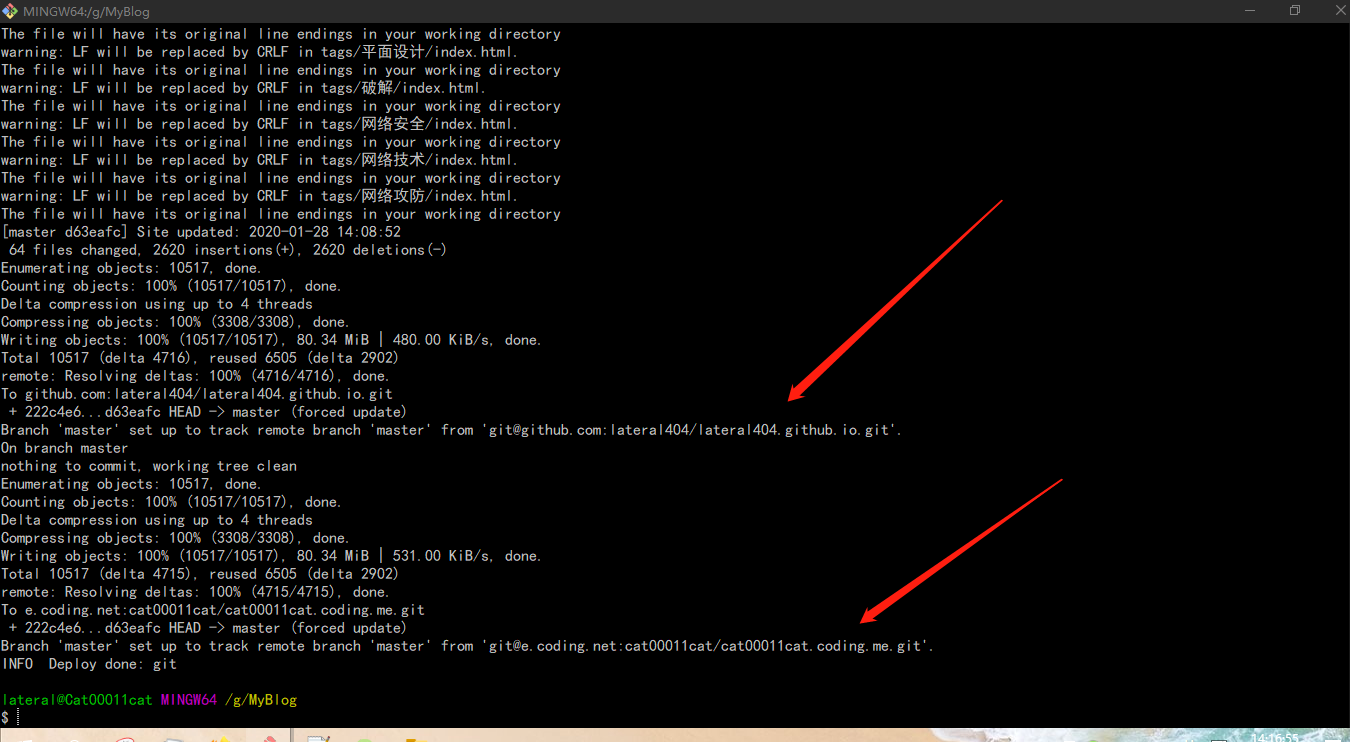 MINGW64:/g/MyBlog
The file will have its original line endings in your working directory
warning: LF will be replaced by CRLF in tags/平面设计/index.html.
The file will have its original line endings in your working directory
warning: LF will be replaced by CRLF in tags/破解/index.html.
The file will have its original line endings in your working directory
warning: LF will be replaced by CRLF in tags/网络安全/index.html.
The file will have its original line endings in your working directory
warning: LF will be replaced by CRLF in tags/网络技术/index.html.
The file will have its original line endings in your working directory
warning: LF will be replaced by CRLF in tags/网络攻防/index.html.
The file will have its original line endings in your working directory
[master d63eafc] Site updated: 2020-01-28 14:08:52
 64 files changed, 2620 insertions(+), 2620 deletions(-)
Enumerating objects: 10517, done.
Counting objects: 100% (10517/10517), done.
Delta compression using up to 4 threads
Compressing objects: 100% (3308/3308), done.
Writing objects: 100% (10517/10517), 80.34 MiB | 480.00 KiB/s, done.
Total 10517 (delta 4716), reused 6505 (delta 2902)
remote: Resolving deltas: 100% (4716/4716), done.
To github.com:lateral404/lateral404.github.io.git
 + 222c4e6...d63eafc HEAD -> master (forced update)
Branch 'master' set up to track remote branch 'master' from 'git@github.com:lateral404/lateral404.github.io.git'.
On branch master
nothing to commit, working tree clean
Enumerating objects: 10517, done.
Counting objects: 100% (10517/10517), done.
Delta compression using up to 4 threads
Compressing objects: 100% (3308/3308), done.
Writing objects: 100% (10517/10517), 80.34 MiB | 531.00 KiB/s, done.
Total 10517 (delta 4715), reused 6505 (delta 2902)
remote: Resolving deltas: 100% (4715/4715), done.
To e.coding.net:cat00011cat/cat00011cat.coding.me.git
 + 222c4e6...d63eafc HEAD -> master (forced update)
Branch 'master' set up to track remote branch 'master' from 'git@e.coding.net:cat00011cat/cat00011cat.coding.me.git'.
INFO  Deploy done: git
lateral@Cat00011cat MINGW64 /g/MyBlog
$
14:16:55